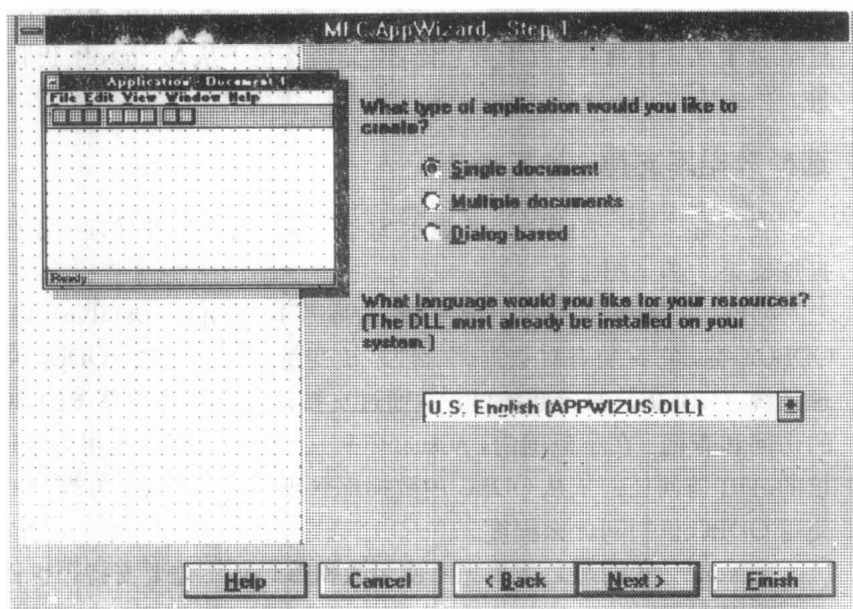 MFC AppWizard - Step 1
Application - Document 1
File Edit View Window Help
Ready
What type of application would you like to
create?
Single document
Multiple documents
Dialog based
What language would you like for your resources?
(The DLL must already be installed on your
system.)
U.S. English (APPWIZUS.DLL)
Help Cancel < Back Next > Finish